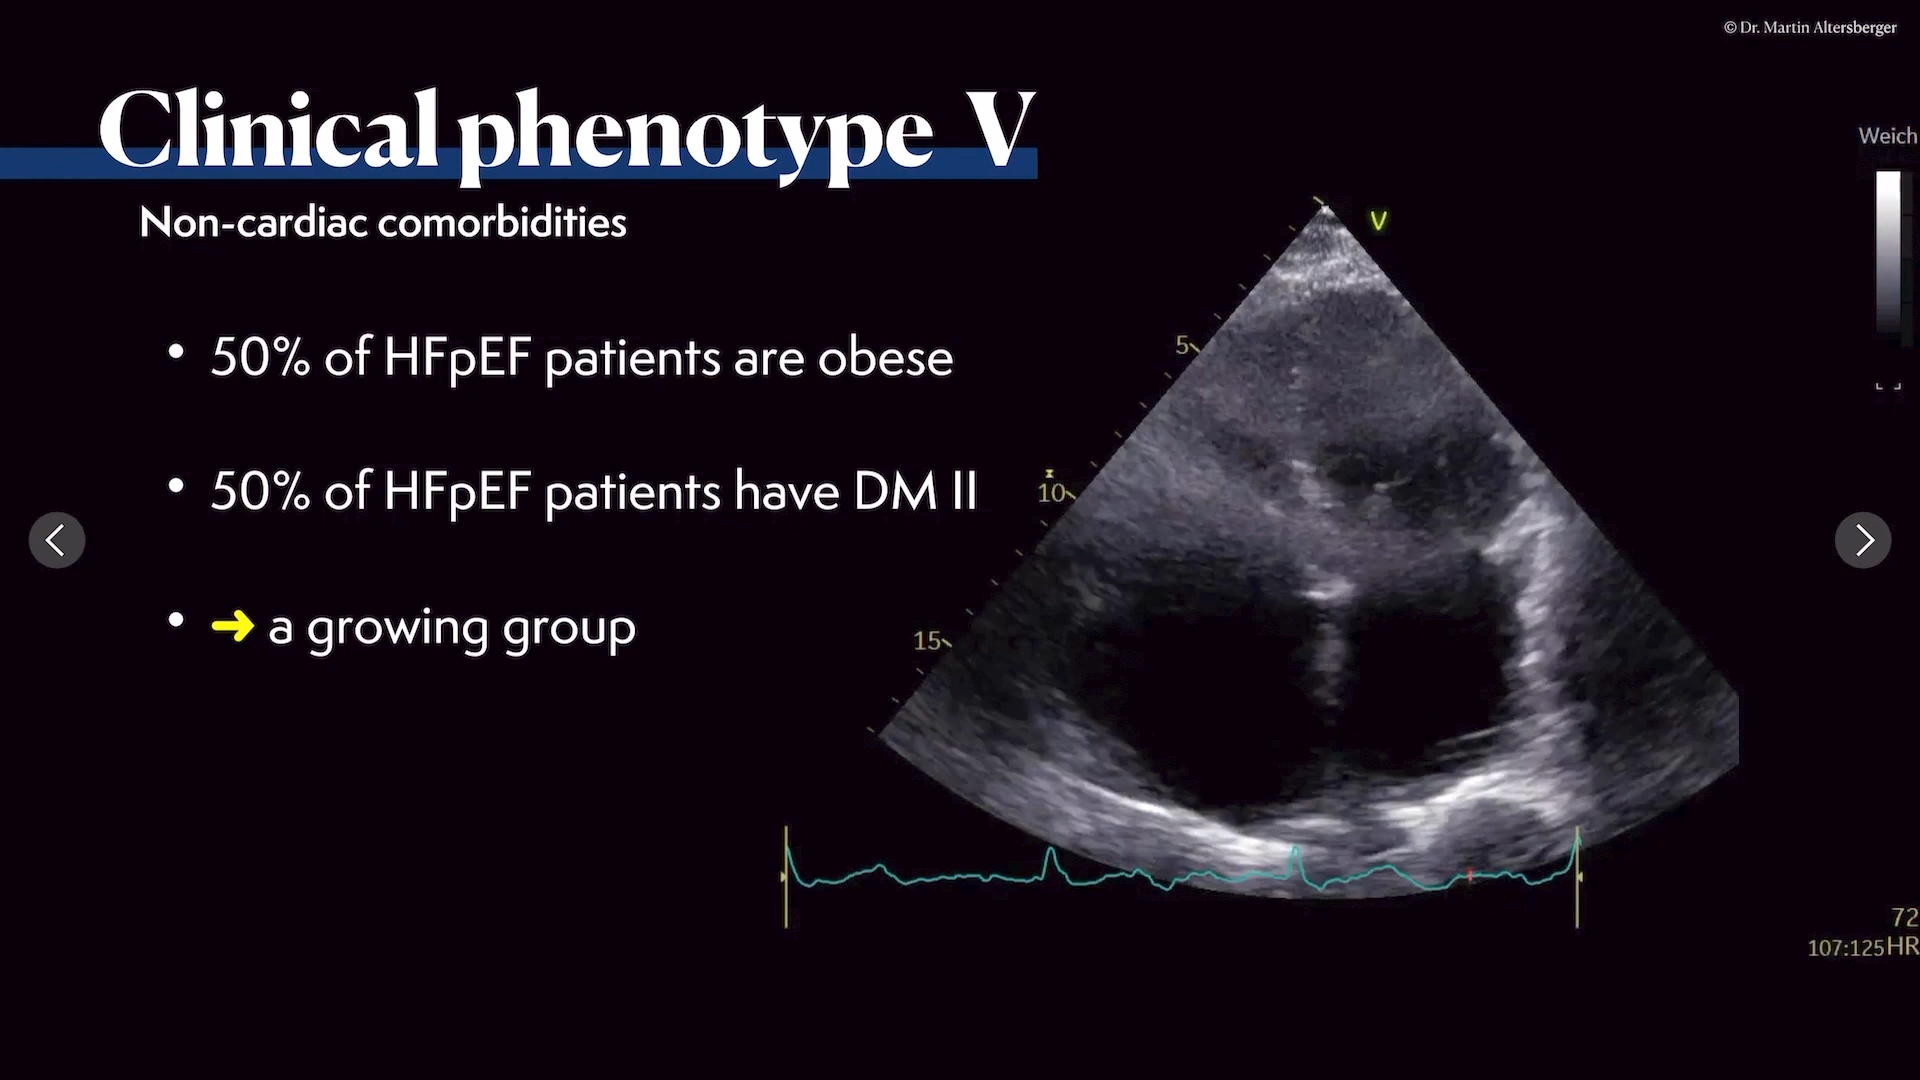 © Dr. Martin Altersberger
Clinical phenotype V
Non-cardiac comorbidities
• 50% of HFpEF patients are obese
• 50% of HFpEF patients have DM II
• ➜ a growing group
Weich
V
5
10
15
72
107:125HR